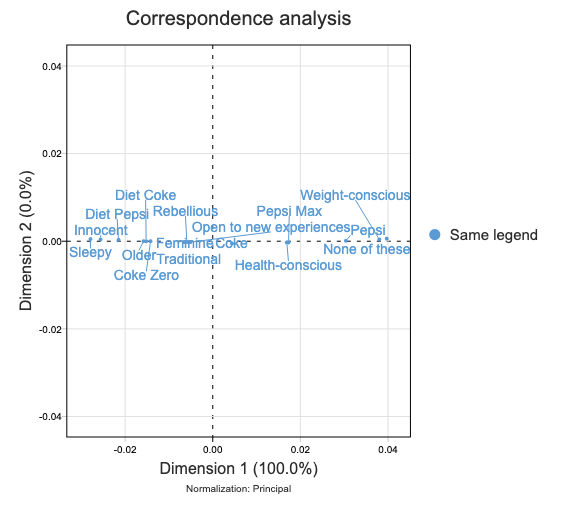 Correspondence analysis
0.04
0.02
0.00
-0.02
-0.04
Dimension 2 (0.0%)
Weight-conscious
Diet Coke
Diet Pepsi
Rebellious
Pepsi Max
Innocent
Open to new experiences
Pepsi
Feminine
Coke
Sleepy
Older
Traditional
None of these
Coke Zero
Health-conscious
Same legend
-0.02
0.00
0.02
0.04
Dimension 1 (100.0%)
Normalization: Principal